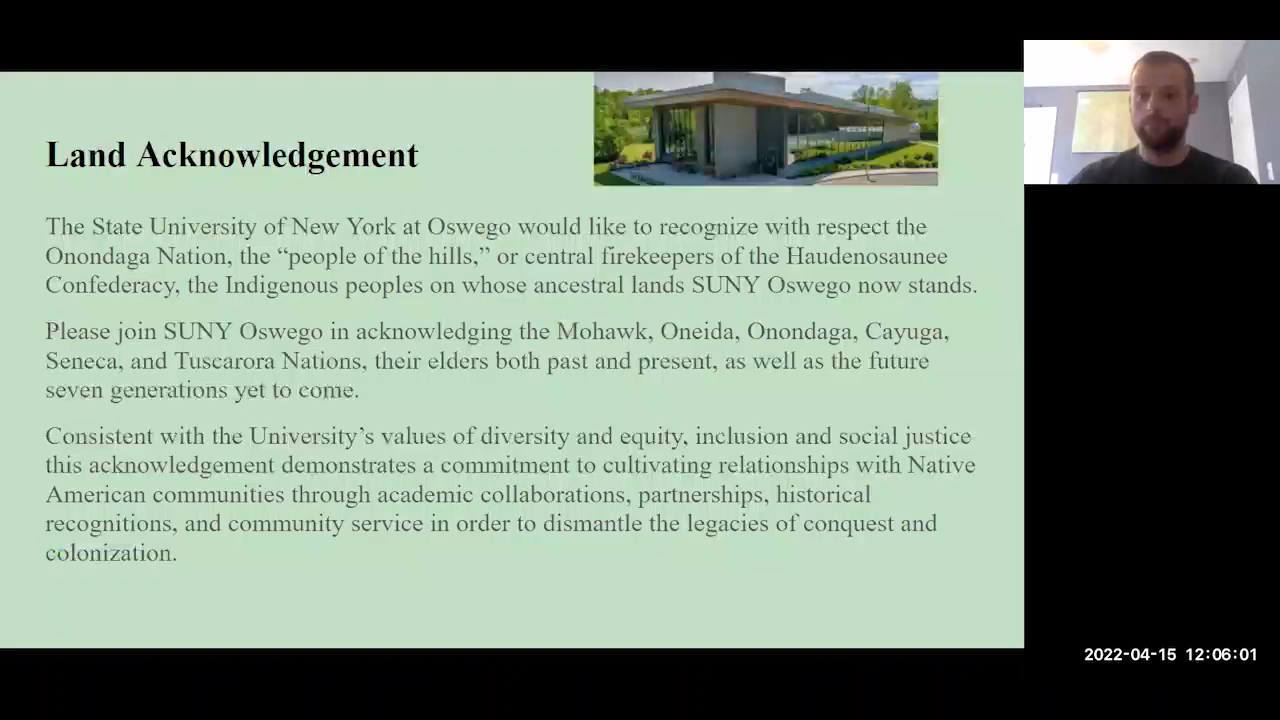 Land Acknowledgement
The State University of New York at Oswego would like to recognize with respect the
Onondaga Nation, the “people of the hills,” or central firekeepers of the Haudenosaunee
Confederacy, the Indigenous peoples on whose ancestral lands SUNY Oswego now stands.
Please join SUNY Oswego in acknowledging the Mohawk, Oneida, Onondaga, Cayuga,
Seneca, and Tuscarora Nations, their elders both past and present, as well as the future
seven generations yet to come.
Consistent with the University’s values of diversity and equity, inclusion and social justice
this acknowledgement demonstrates a commitment to cultivating relationships with Native
American communities through academic collaborations, partnerships, historical
recognitions, and community service in order to dismantle the legacies of conquest and
colonization.
2022-04-15 12:06:01